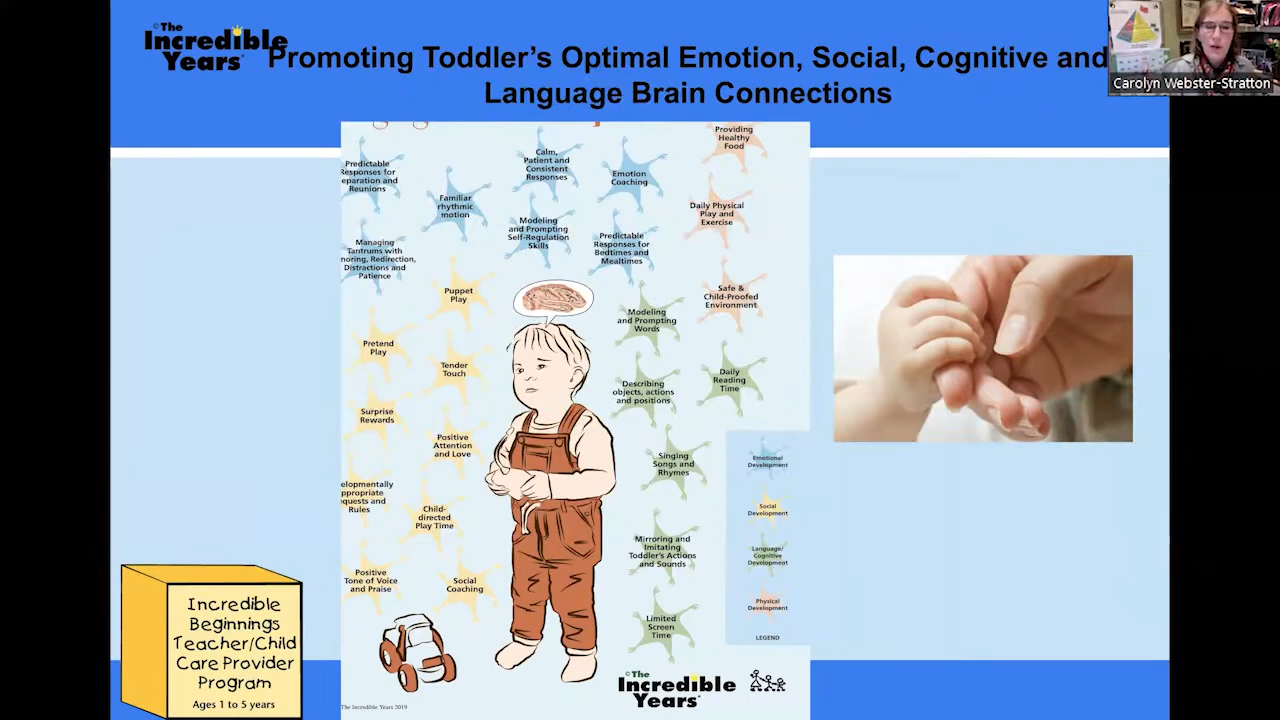 ©The
Incredible
Years®
Promoting Toddler's Optimal Emotion, Social, Cognitive and
Language Brain Connections
Carolyn Webster-Stratton
Predictable
Responses for
eparation and
Reunions
Familiar
rhythmic
motion
Calm,
Patient and
Consistent
Responses
Emotion
Coaching
Providing
Healthy
Food
Managing
Tantrums with
noring, Redirection,
Distractions and
Patience
Modeling
and Prompting
Self-Regulation
Skills
Predictable
Responses for
Bedtimes and
Mealtimes
Daily Physical
Play and
Exercise
Puppet
Play
Modeling
and Prompting
Words
Safe &
Child-Proofed
Environment
Pretend
Play
Tender
Touch
Describing
objects, actions
and positions
Daily
Reading
Time
Surprise
Rewards
Positive
Attention
and Love
Singing
Songs and
Rhymes
elopmentally
ppropriate
equests and
Rules
Child-
directed
Play Time
Mirroring and
Imitating
Toddler's Actions
and Sounds
Positive
Tone of Voice
and Praise
Social
Coaching
Limited
Screen
Time
Emotional
Development
Social
Development
Language/
Cognitive
Development
Physical
Development
LEGEND
Incredible
Beginnings
Teacher/Child
Care Provider
Program
Ages 1 to 5 years
©The
Incredible
Years®
The Incredible Years 2019